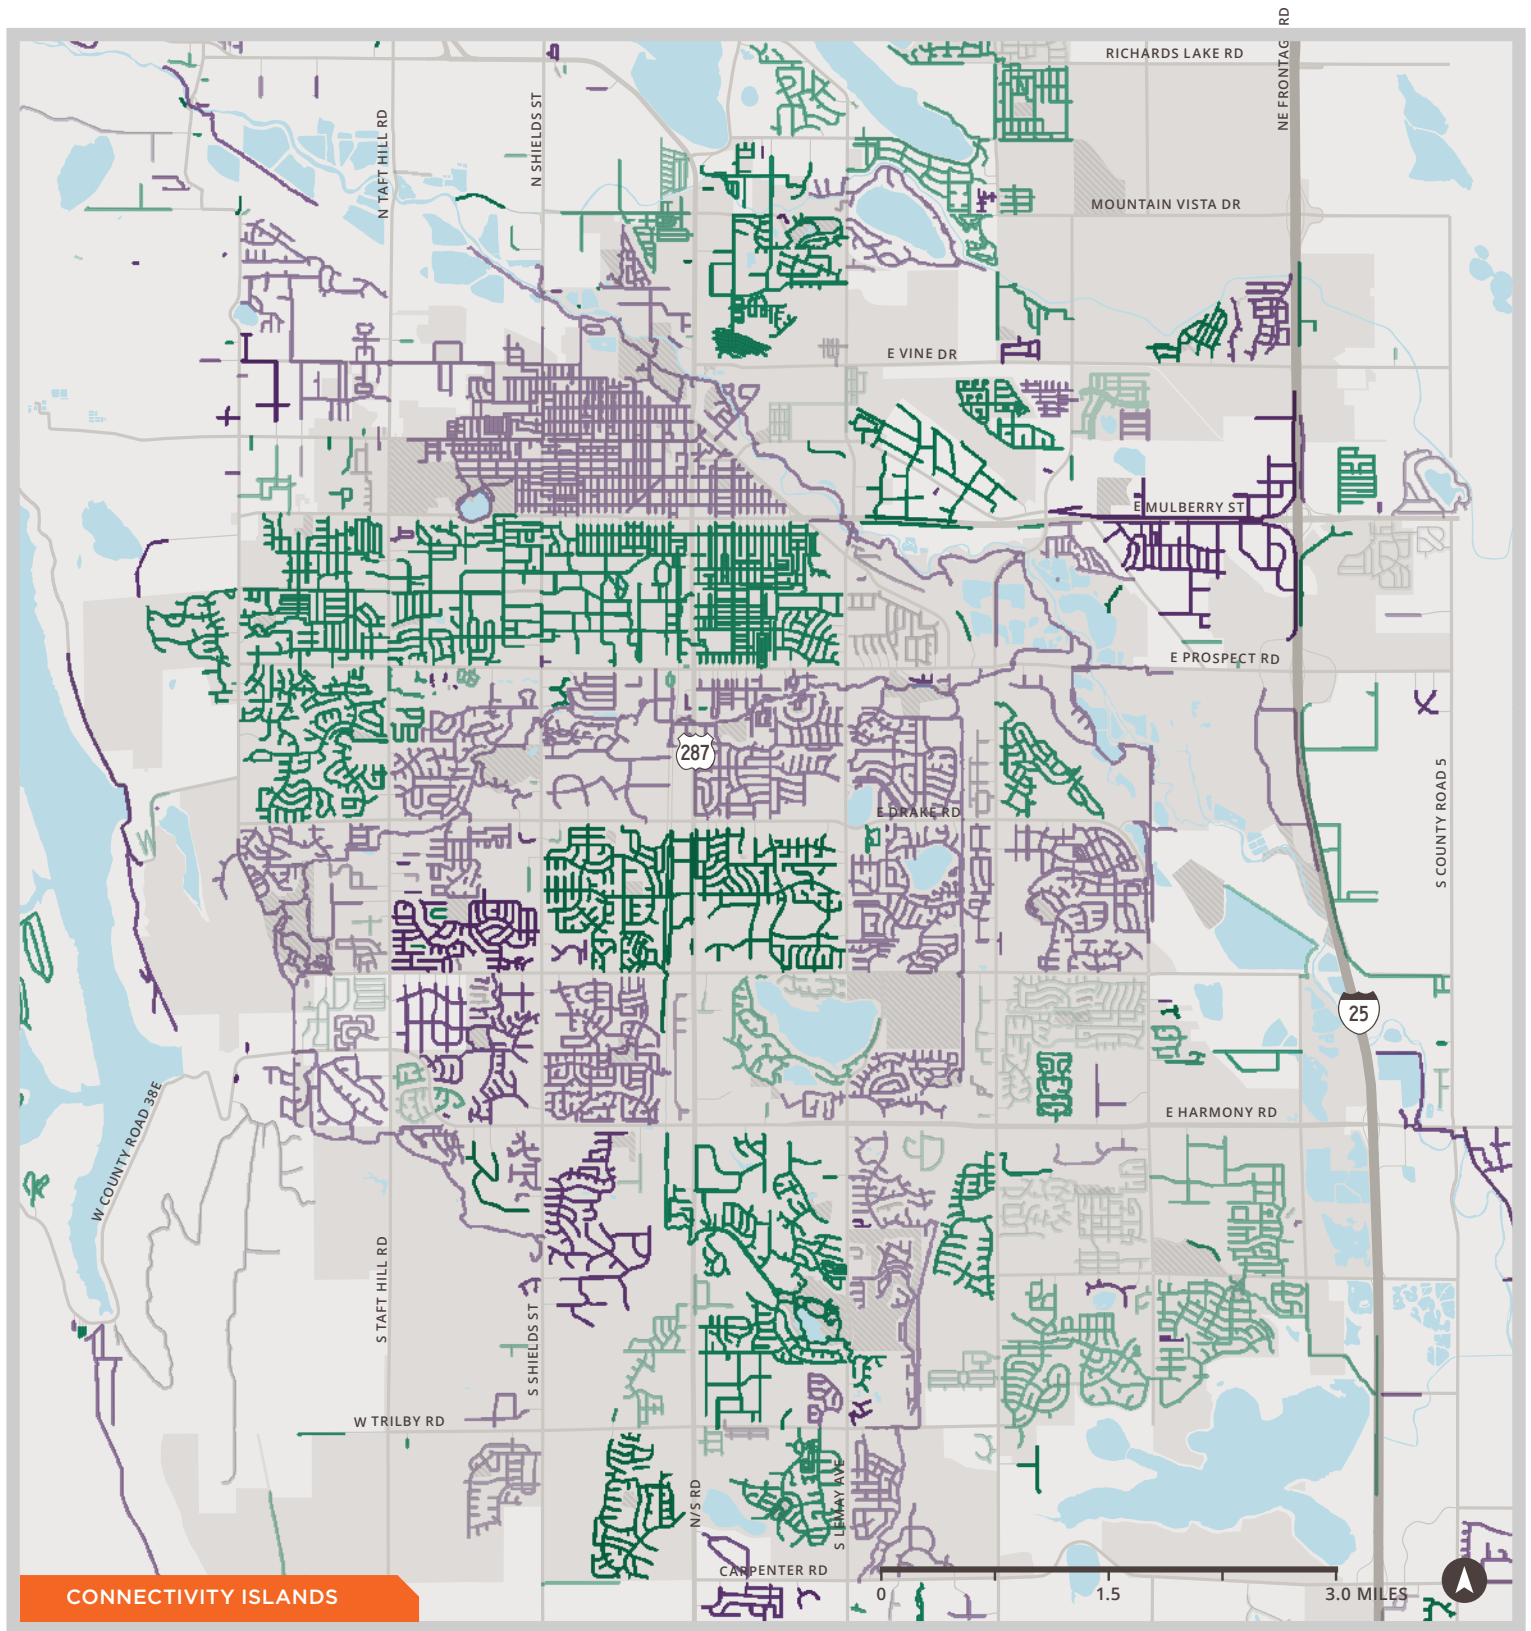 RICHARDS LAKE RD
NE FRONTAG RD
N TAFT HILL RD
N SHIELDS ST
MOUNTAIN VISTA DR
E VINE DR
E MULBERRY ST
E PROSPECT RD
287
E DRAKE RD
S COUNTY ROAD 5
25
E HARMONY RD
W COUNTY ROAD 38E
S TAFT HILL RD
S SHIELDS ST
W TRILBY RD
N/S RD
S LEMAY AVE
CARPENTER RD
CONNECTIVITY ISLANDS
0 1.5 3.0 MILES